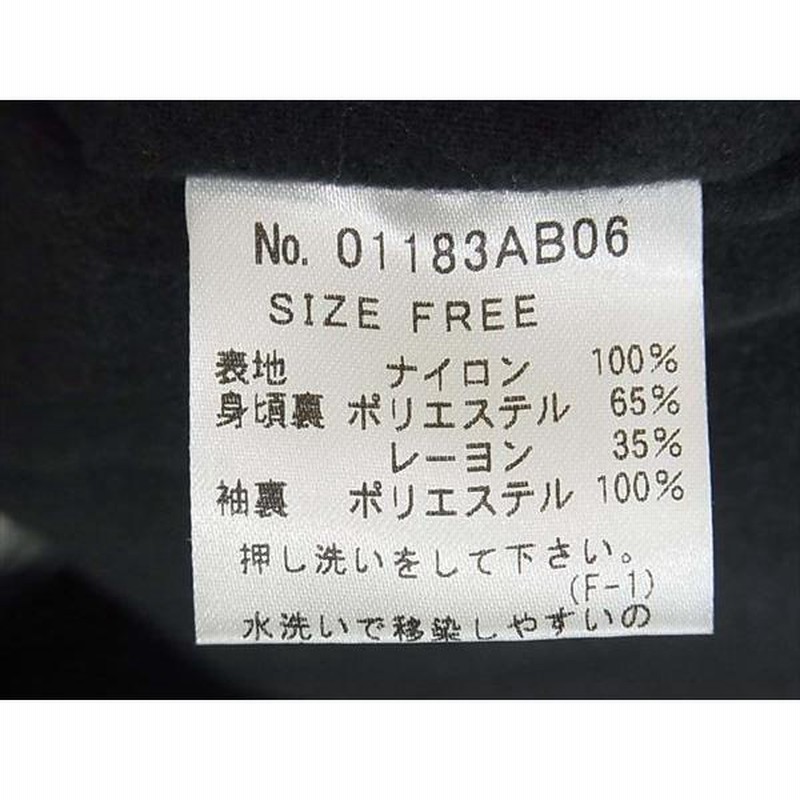 No. 01183AB06
SIZE FREE
表地 ナイロン 100%
身頃裏 ポリエステル 65%
レーヨン 35%
袖裏 ポリエステル 100%
押し洗いをして下さい。
(F-1)
水洗いで移染しやすいの